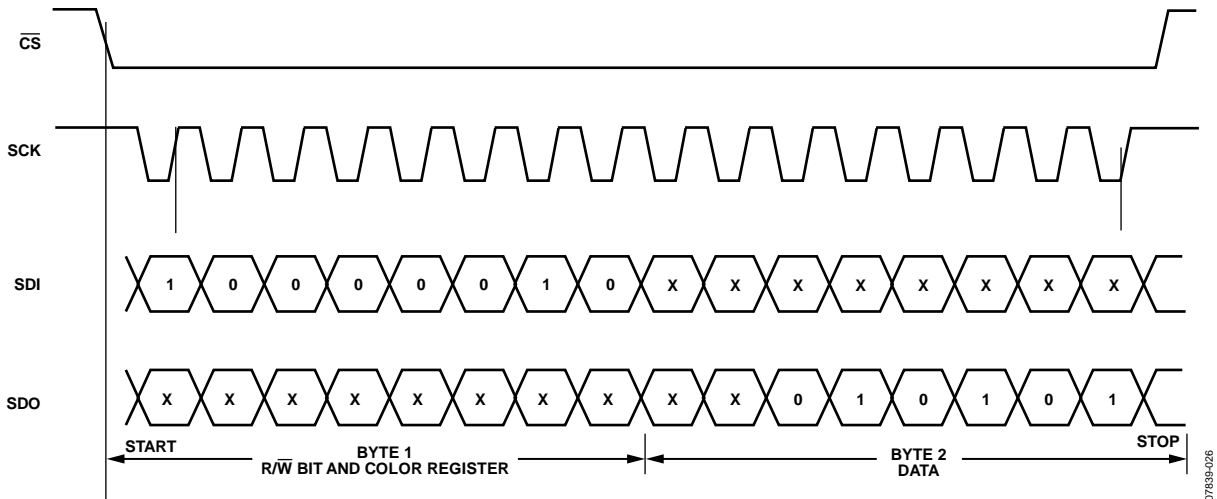 CS
SCK
SDI 1 0 0 0 0 0 1 0 X X X X X X X X
SDO X X X X X X X X X X 0 1 0 1 0 1
START BYTE 1 BYTE 2 STOP
R/W BIT AND COLOR REGISTER DATA
07839-026